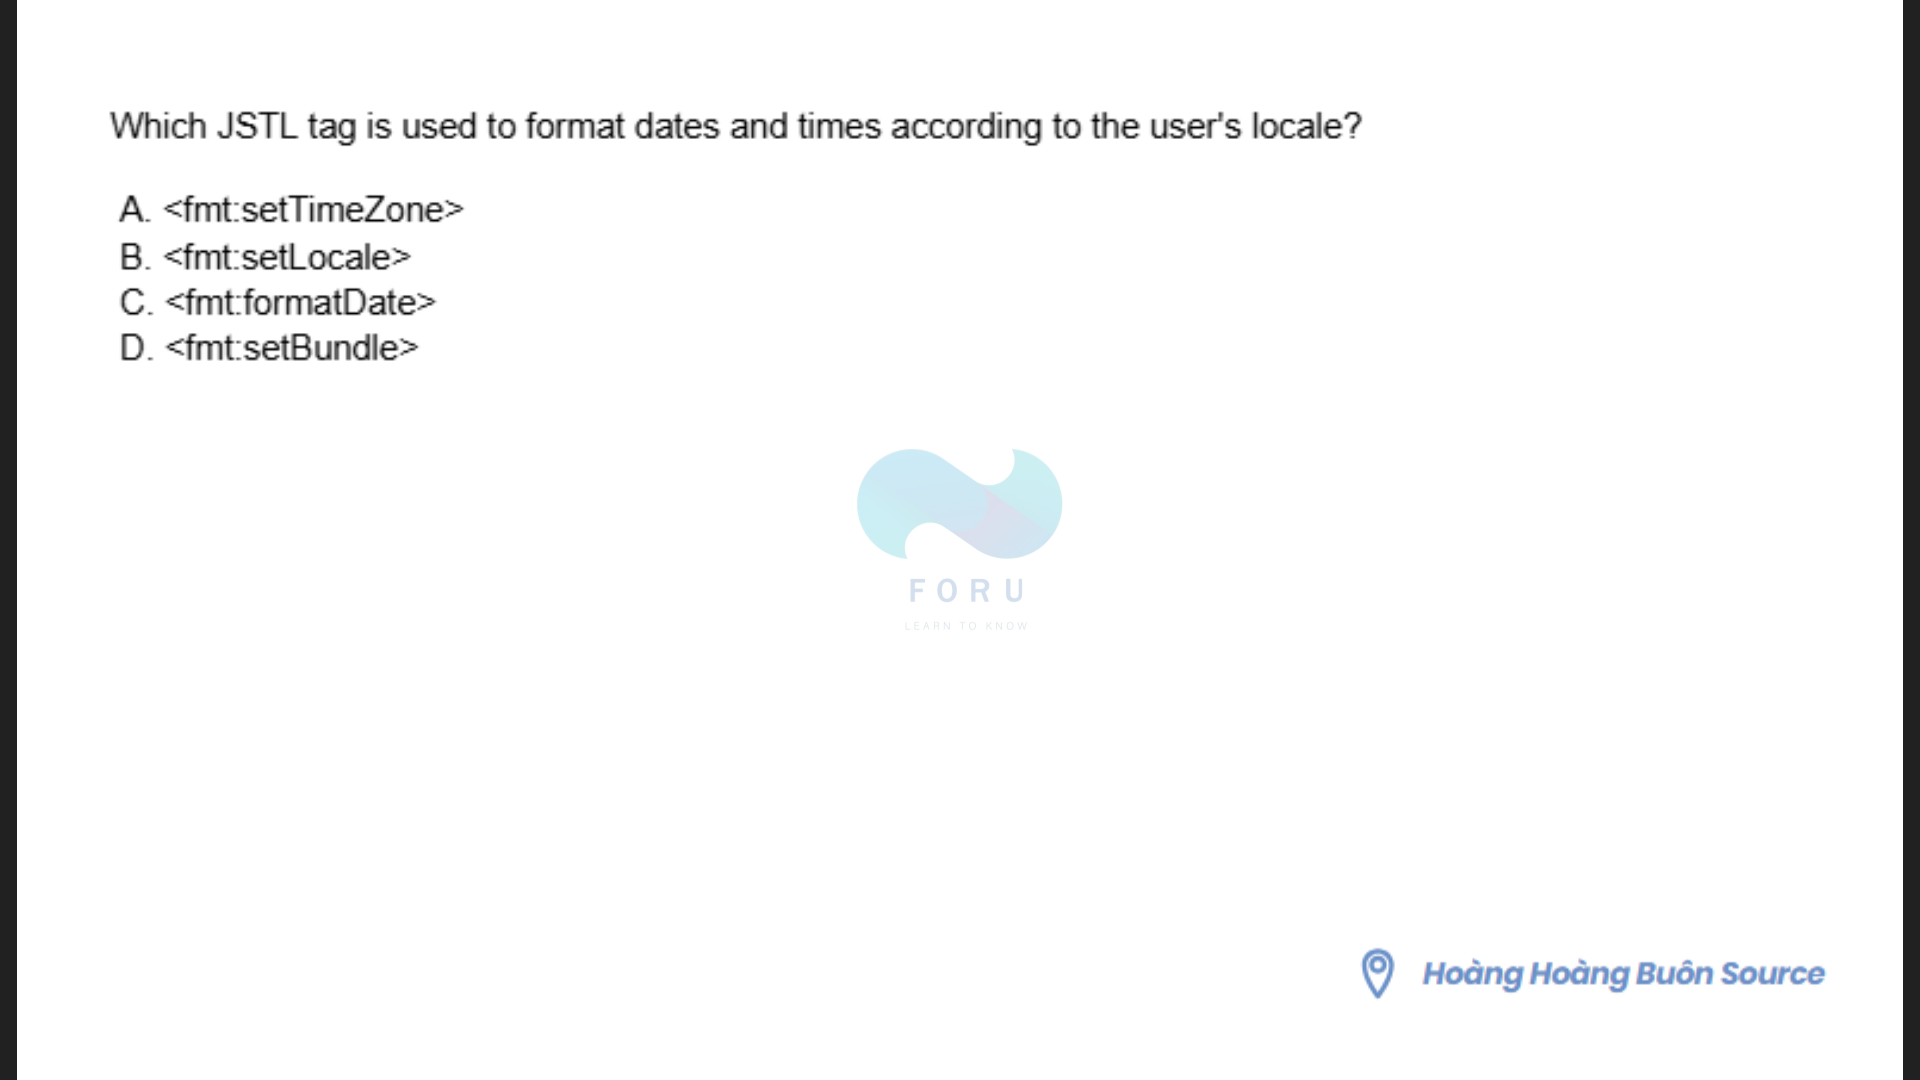 Which JSTL tag is used to format dates and times according to the user's locale?
A. <fmt:setTimeZone>
B. <fmt:setLocale>
C. <fmt:formatDate>
D. <fmt:setBundle>
FORU
LEARN TO KNOW
Hoàng Hoàng Buôn Source